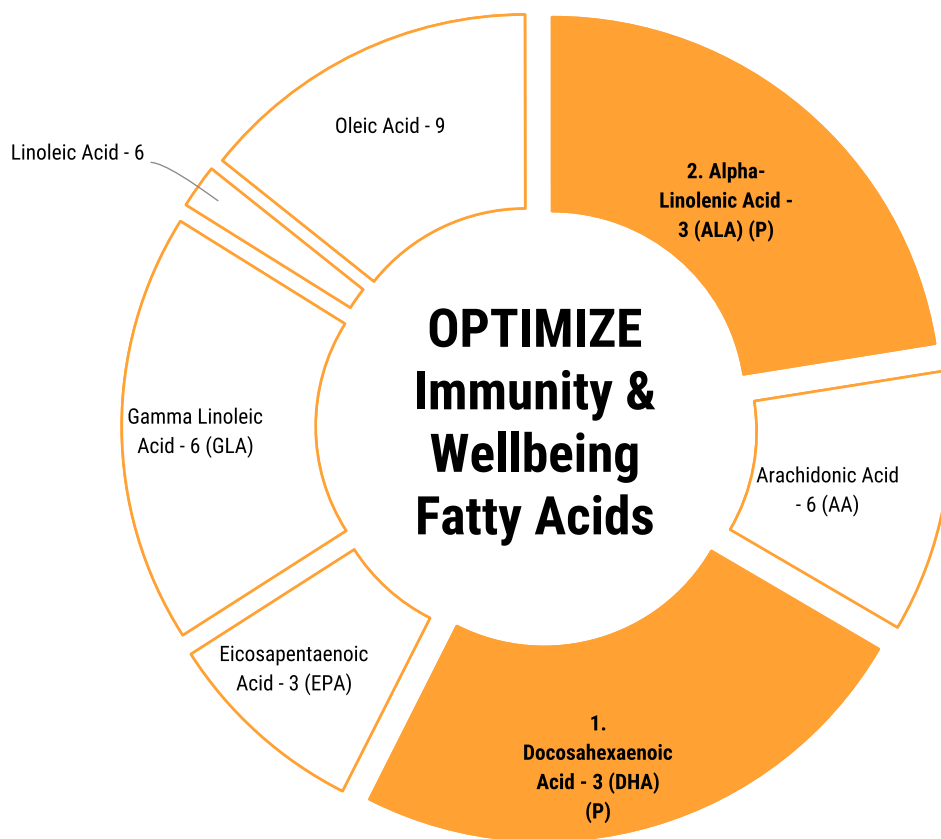 OPTIMIZE
Immunity &
Wellbeing
Fatty Acids
2. Alpha-
Linolenic Acid -
3 (ALA) (P)
Arachidonic Acid
- 6 (AA)
1.
Docosahexaenoic
Acid - 3 (DHA)
(P)
Eicosapentaenoic
Acid - 3 (EPA)
Gamma Linoleic
Acid - 6 (GLA)
Linoleic Acid - 6
Oleic Acid - 9